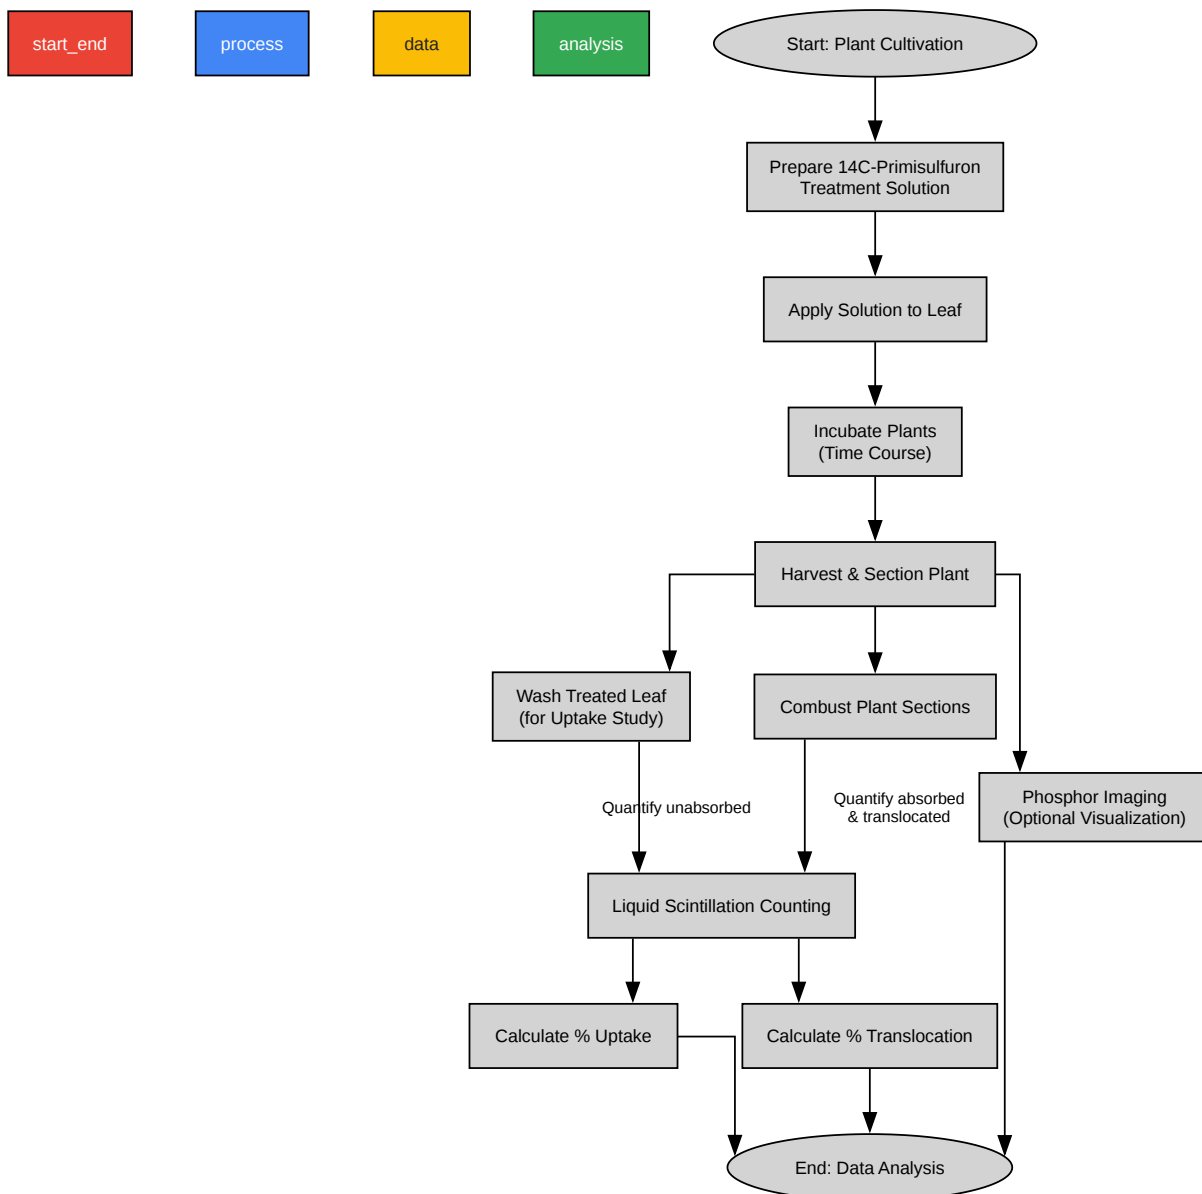 start_end
process
data
analysis
Start: Plant Cultivation
Prepare 14C-Primisulfuron
Treatment Solution
Apply Solution to Leaf
Incubate Plants
(Time Course)
Harvest & Section Plant
Wash Treated Leaf
(for Uptake Study)
Combust Plant Sections
Phosphor Imaging
(Optional Visualization)
Quantify unabsorbed
Quantify absorbed
& translocated
Liquid Scintillation Counting
Calculate % Uptake
Calculate % Translocation
End: Data Analysis